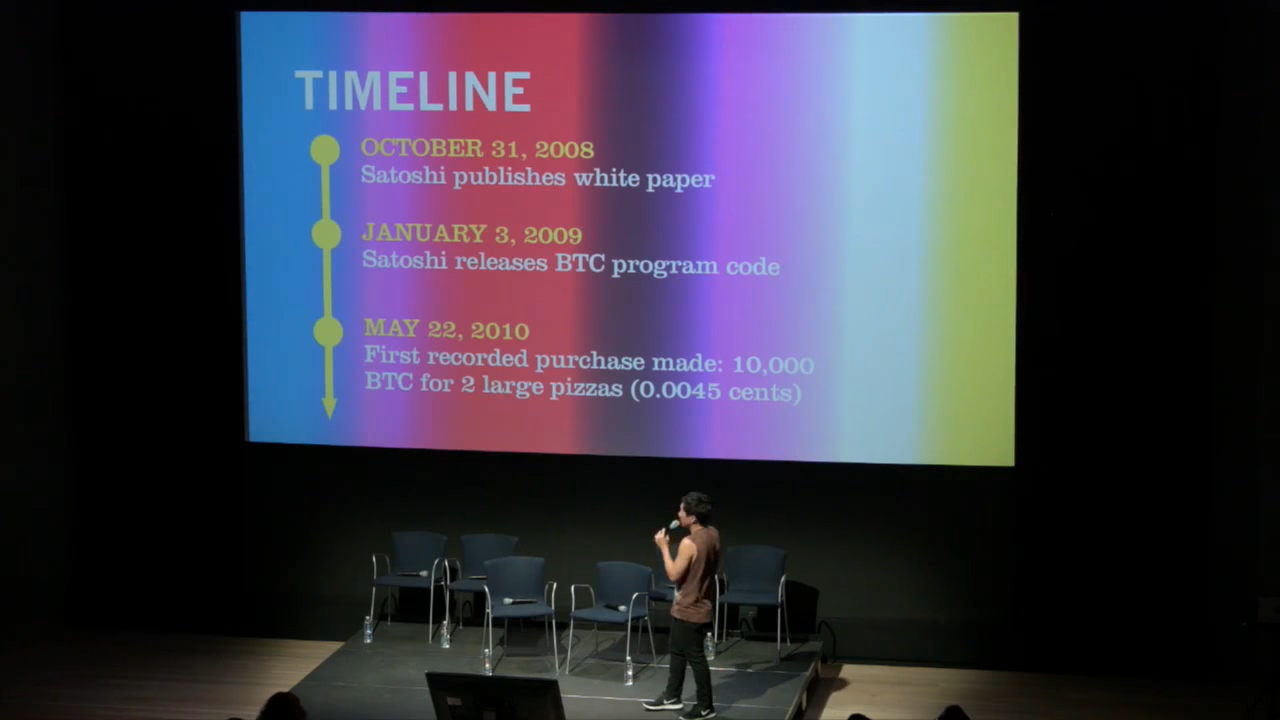 TIMELINE
OCTOBER 31, 2008
Satoshi publishes white paper
JANUARY 3, 2009
Satoshi releases BTC program code
MAY 22, 2010
First recorded purchase made: 10,000
BTC for 2 large pizzas (0.0045 cents)